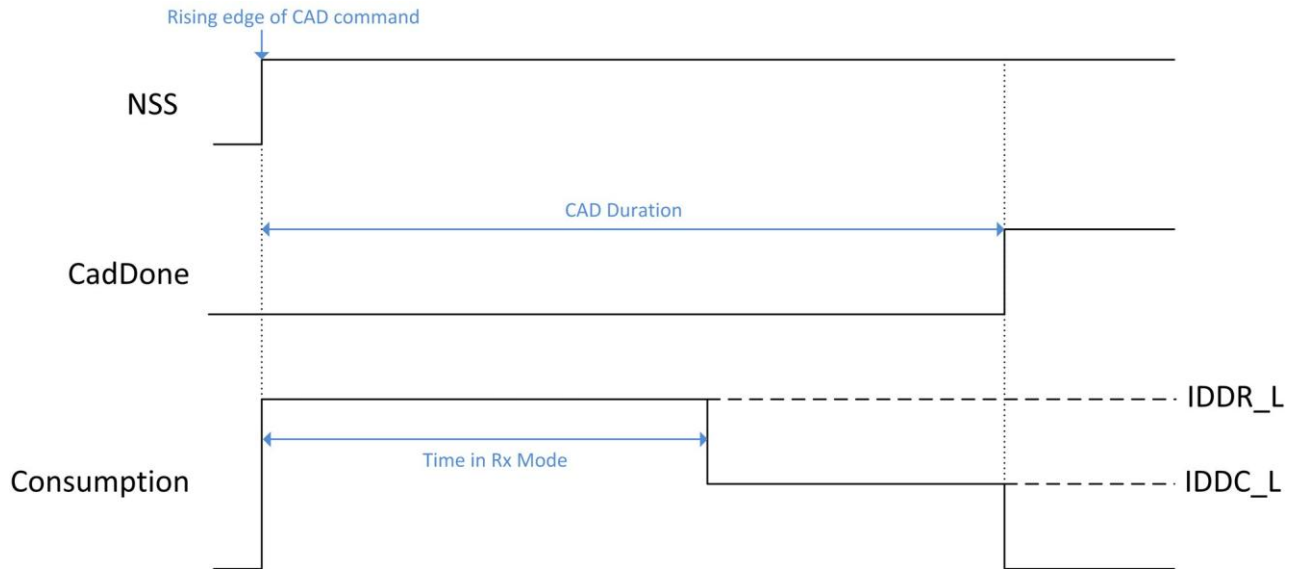 Rising edge of CAD command
NSS
CAD Duration
CadDone
IDDR_L
Time in Rx Mode
Consumption
IDDC_L